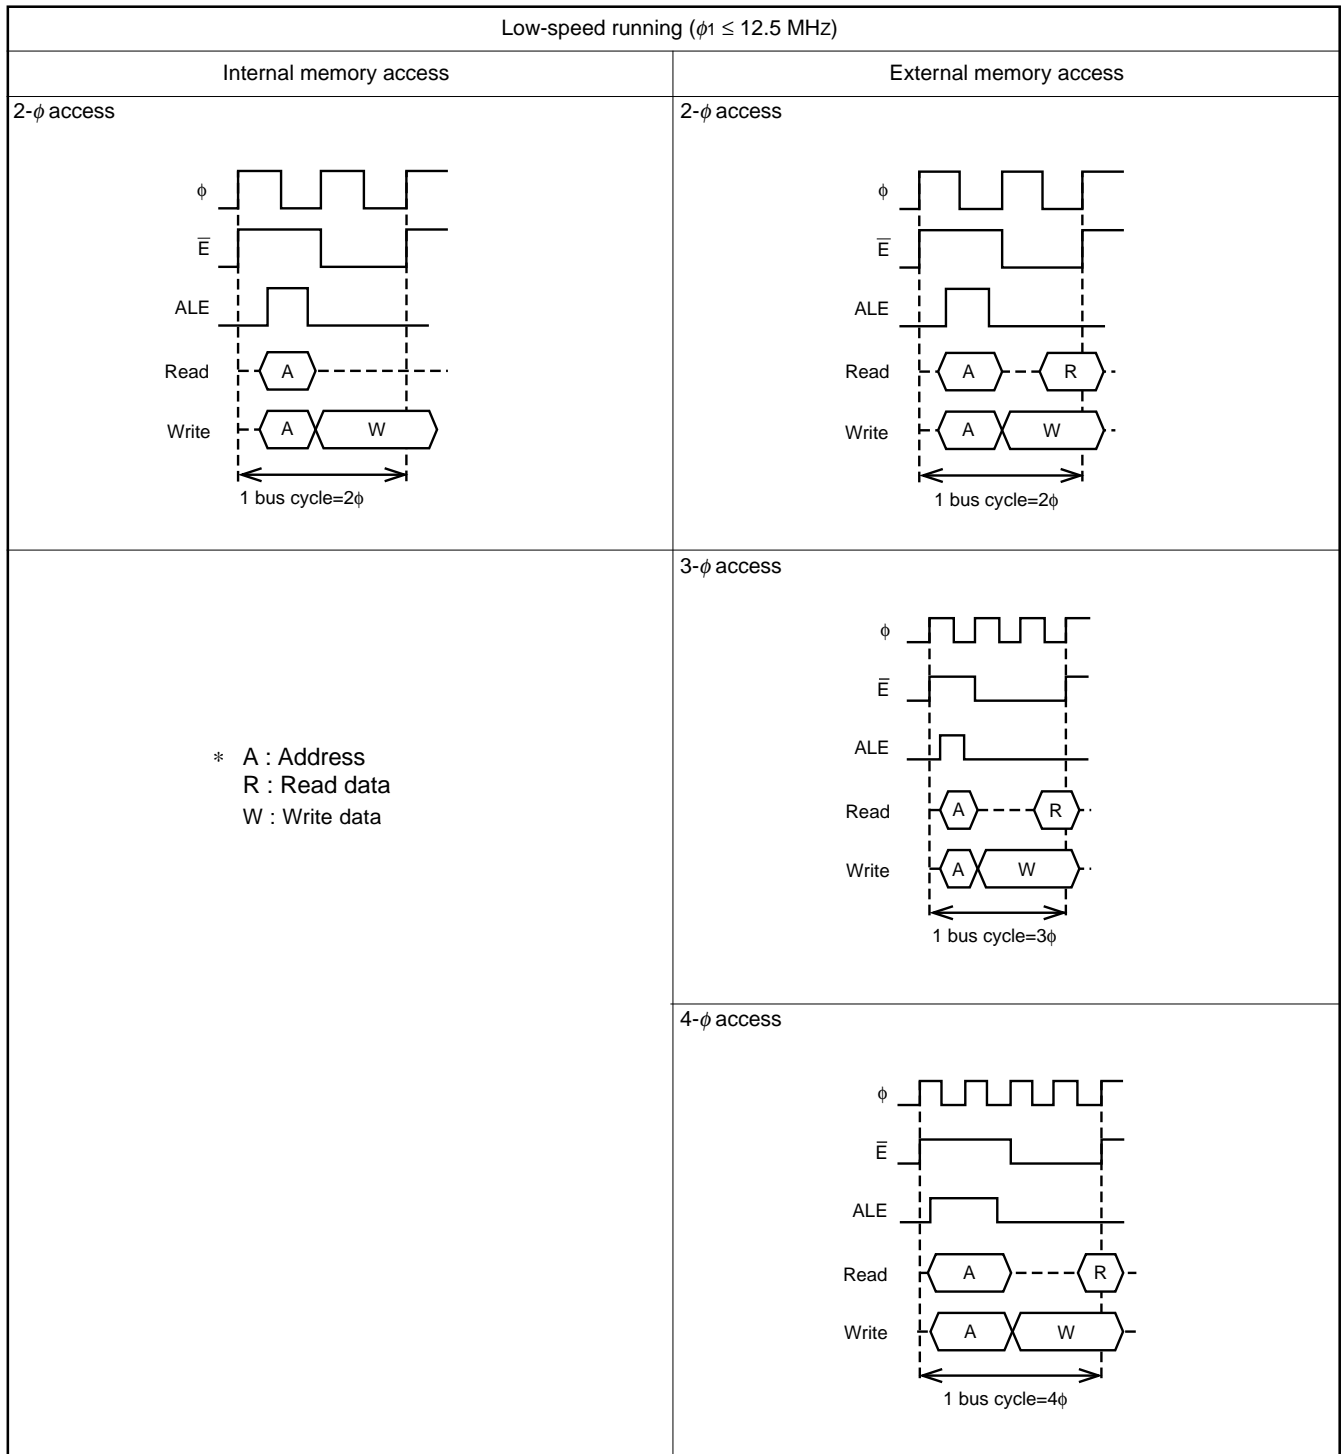 Low-speed running (ϕ1 ≤ 12.5 MHz)
Internal memory access
External memory access
2-ϕ access
ϕ
E̅
ALE
Read A
Write A W
1 bus cycle=2ϕ
2-ϕ access
ϕ
E̅
ALE
Read A R
Write A W
1 bus cycle=2ϕ
* A : Address
R : Read data
W : Write data
3-ϕ access
ϕ
E̅
ALE
Read A R
Write A W
1 bus cycle=3ϕ
4-ϕ access
ϕ
E̅
ALE
Read A R
Write A W
1 bus cycle=4ϕ